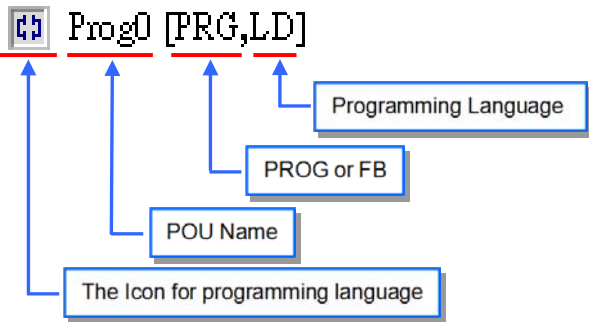 Prog0 [PRG,LD]
Programming Language
PROG or FB
POU Name
The Icon for programming language